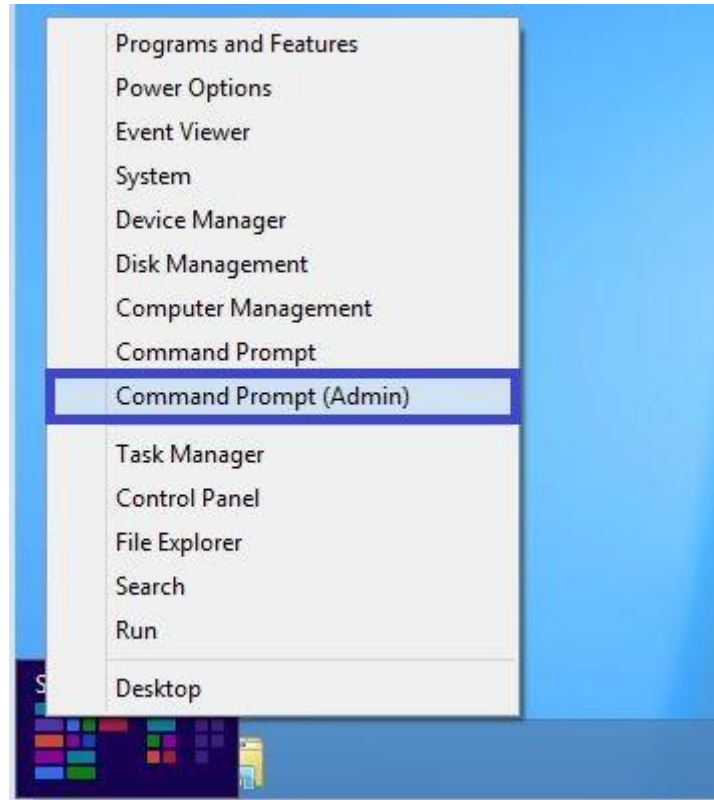 Programs and Features
Power Options
Event Viewer
System
Device Manager
Disk Management
Computer Management
Command Prompt
Command Prompt (Admin)
Task Manager
Control Panel
File Explorer
Search
Run
Desktop